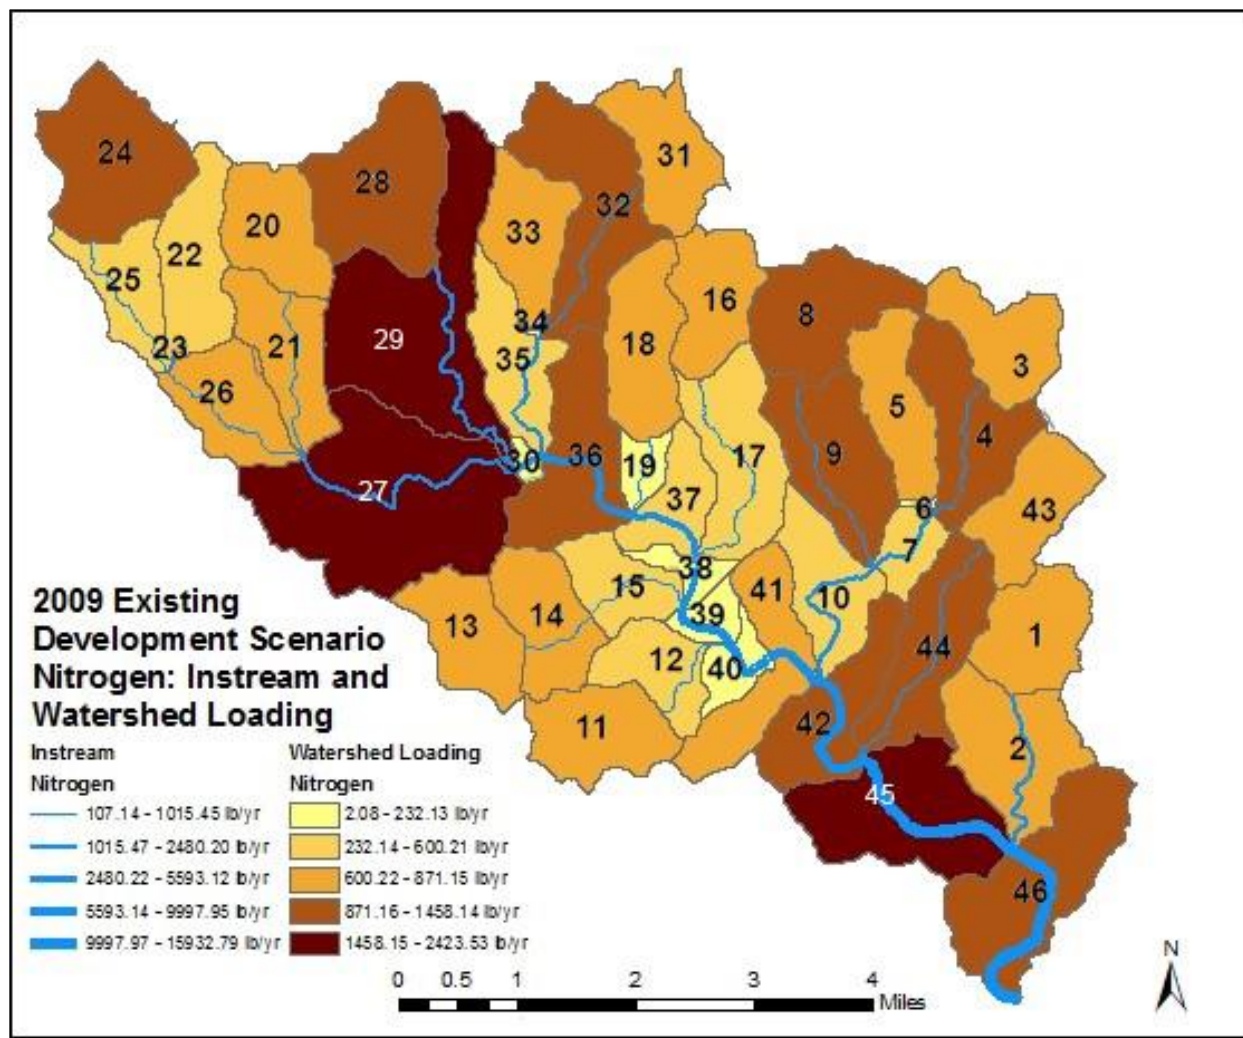 31
24
28
32
20
33
22
25
16
8
34
3
29
23
21
35
18
26
5
4
9
17
36
30
19
27
37
6
43
7
38
15
41
10
39
14
13
1
44
12
40
11
42
2
45
46
2009 Existing
Development Scenario
Nitrogen: Instream and
Watershed Loading
Instream
Nitrogen
107.14 - 1015.45 lb/yr
1015.47 - 2480.20 lb/yr
2480.22 - 5593.12 lb/yr
5593.14 - 9997.95 lb/yr
9997.97 - 15932.79 lb/yr
Watershed Loading
Nitrogen
2.08 - 232.13 lb/yr
232.14 - 600.21 lb/yr
600.22 - 871.15 lb/yr
871.16 - 1458.14 lb/yr
1458.15 - 2423.53 lb/yr
0 0.5 1 2 3 4
Miles
N